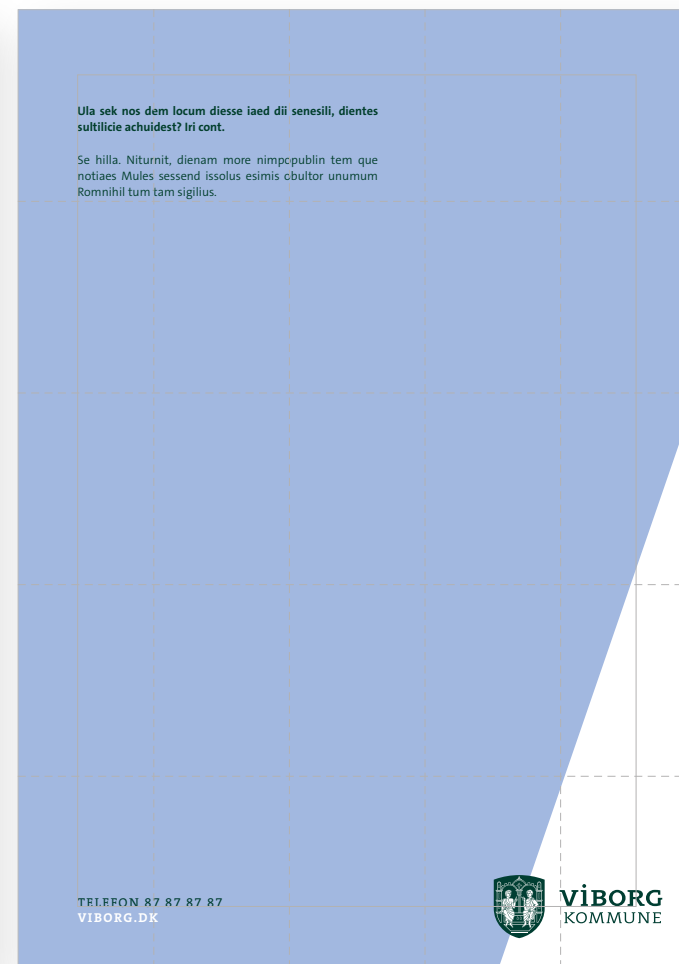 Ula sek nos dem locum diesse iaed dii senesili, dientes
sultilicie achuidest? Iri cont.
Se hilla. Niturnit, dienam more nimpopublin tem que
notiaes Mules sessend issolus esimis obultor unumum
Romnihil tum tam sigilius.
TELEFON 87 87 87 87
VIBORG.DK
VIBORG
KOMMUNE